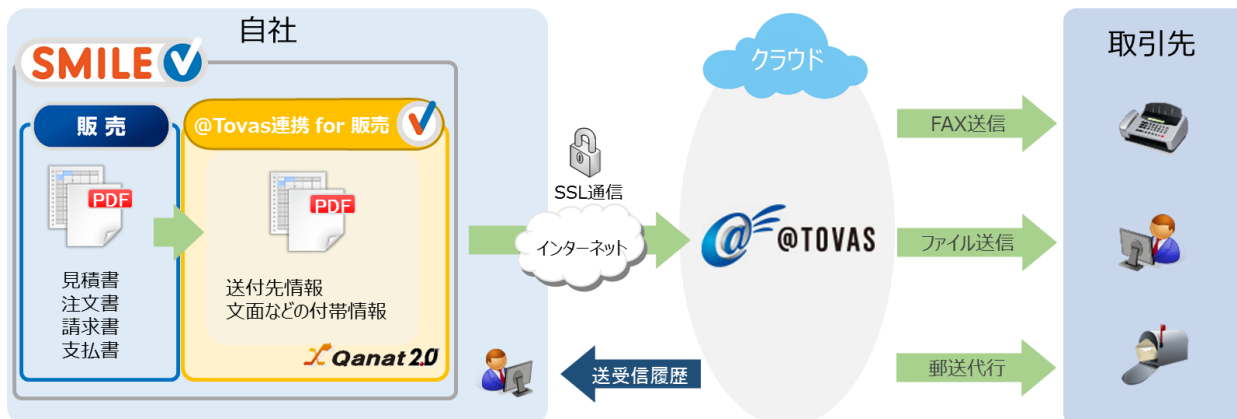 自社
SMILE V
販売
PDF
見積書
注文書
請求書
支払書
@Tovas連携 for 販売
PDF
送付先情報
文面などの付帯情報
Qanat 2.0
SSL通信
インターネット
送受信履歴
クラウド
@TOVAS
FAX送信
ファイル送信
郵送代行
取引先